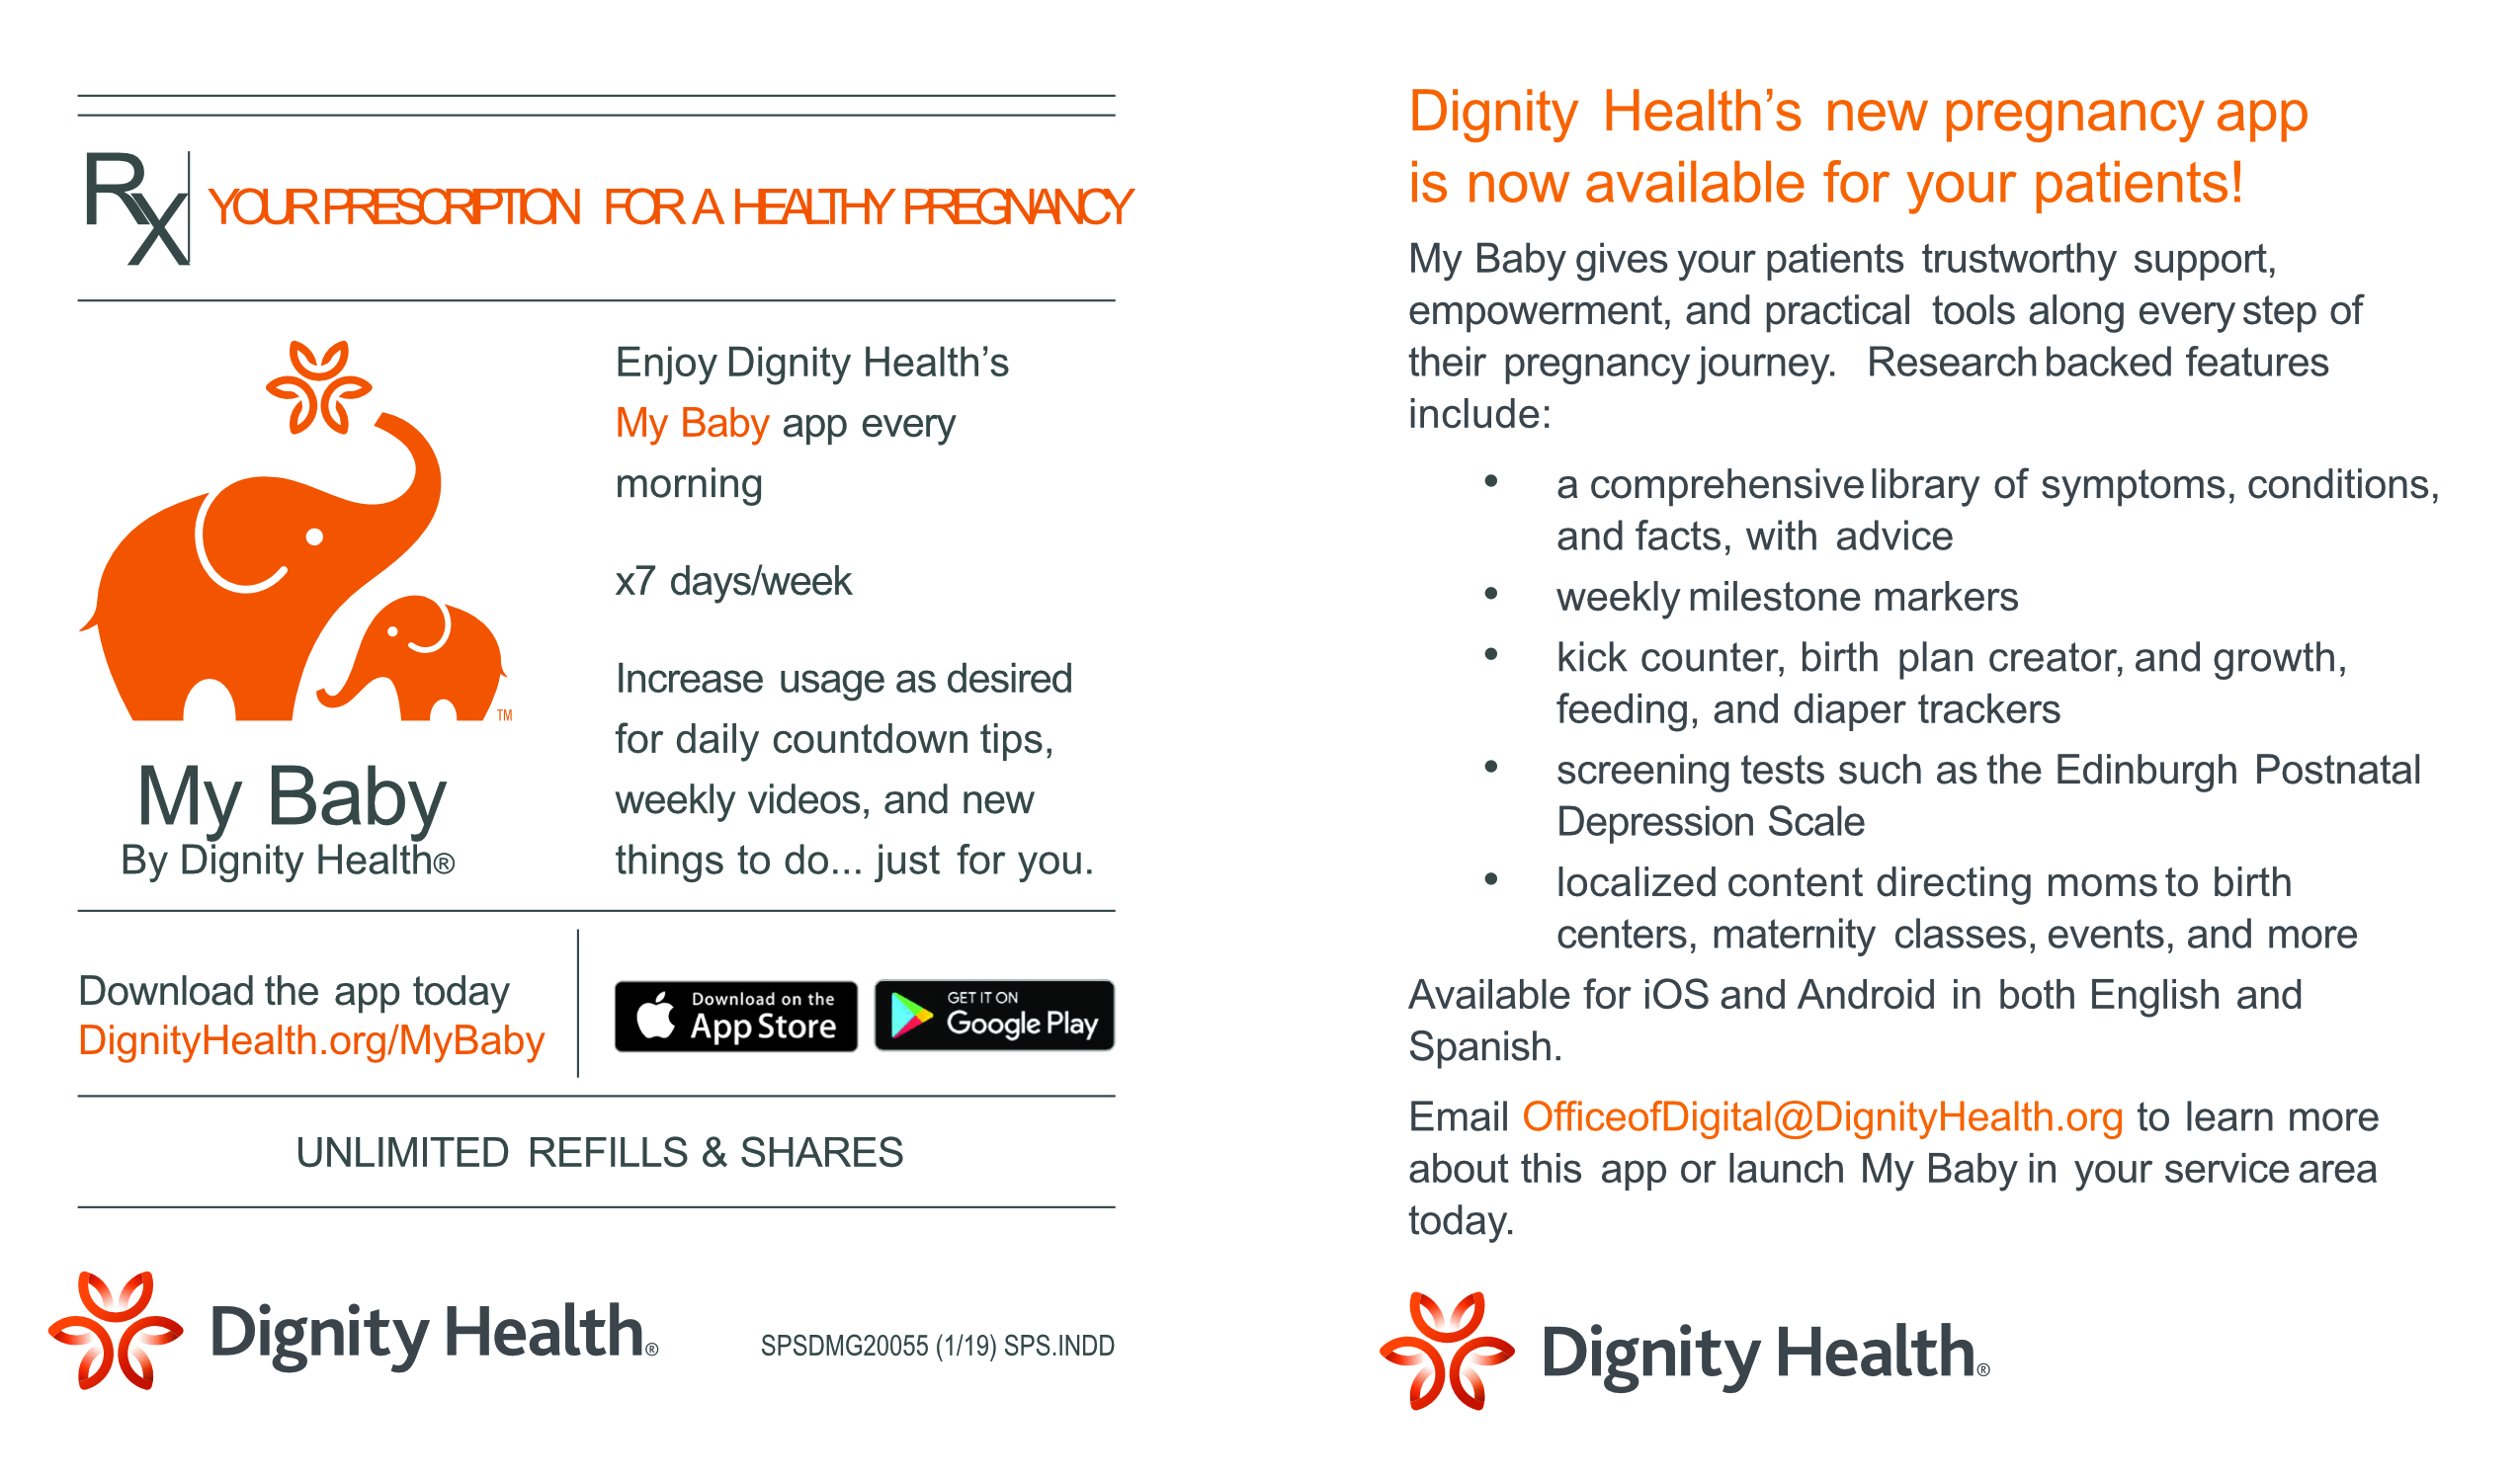 Rx YOUR PRESCRIPTION FOR A HEALTHY PREGNANCY
Enjoy Dignity Health’s
My Baby app every
morning
x7 days/week
Increase usage as desired
for daily countdown tips,
weekly videos, and new
things to do... just for you.
TM
My Baby
By Dignity Health®
Download the app today
DignityHealth.org/MyBaby
Download on the
App Store
GET IT ON
Google Play
UNLIMITED REFILLS & SHARES
Dignity Health®
SPSDMG20055 (1/19) SPS.INDD
Dignity Health’s new pregnancy app
is now available for your patients!
My Baby gives your patients trustworthy support,
empowerment, and practical tools along every step of
their pregnancy journey. Research backed features
include:
• a comprehensive library of symptoms, conditions,
and facts, with advice
• weekly milestone markers
• kick counter, birth plan creator, and growth,
feeding, and diaper trackers
• screening tests such as the Edinburgh Postnatal
Depression Scale
• localized content directing moms to birth
centers, maternity classes, events, and more
Available for iOS and Android in both English and
Spanish.
Email OfficeofDigital@DignityHealth.org to learn more
about this app or launch My Baby in your service area
today.
Dignity Health®